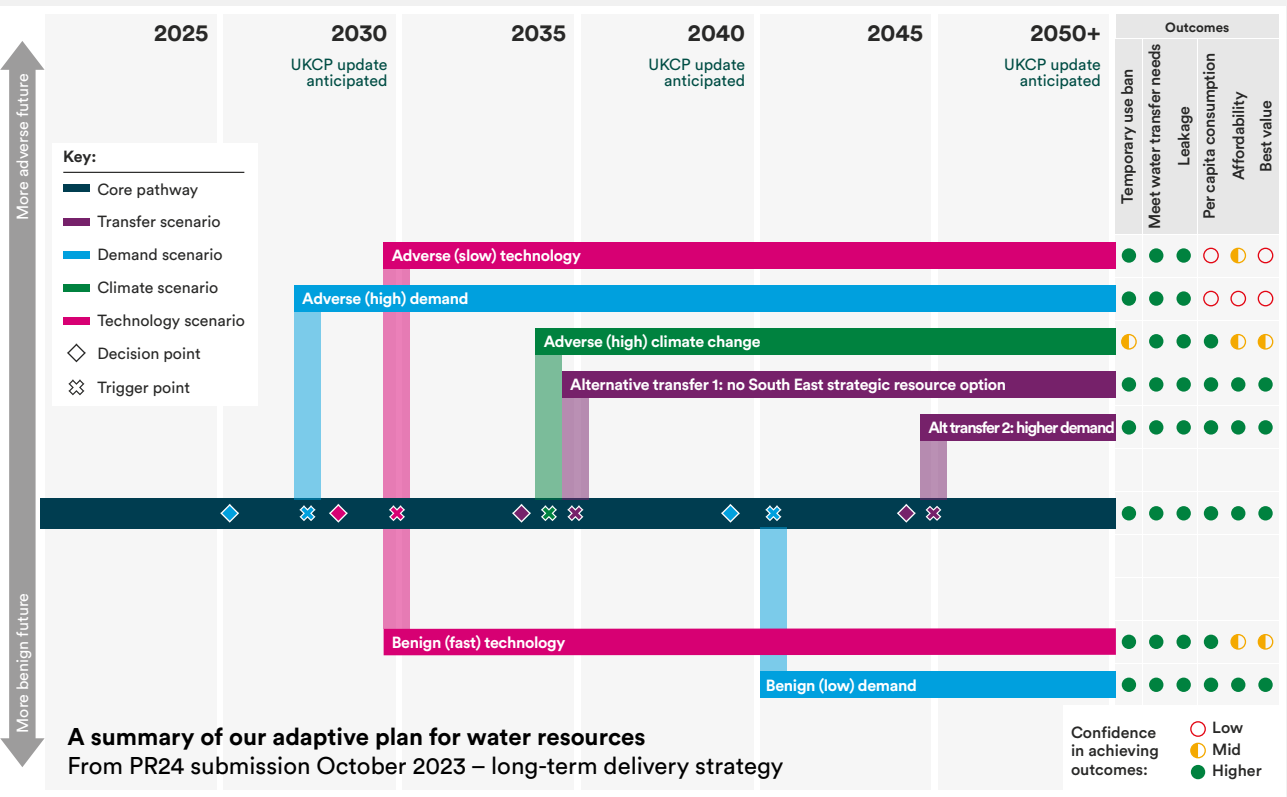 2025
2030
2035
2040
2045
2050+
UKCP update
anticipated
UKCP update
anticipated
UKCP update
anticipated
Outcomes
Temporary use ban
Meet water transfer needs
Leakage
Per capita consumption
Affordability
Best value
More adverse future
Key:
Core pathway
Transfer scenario
Demand scenario
Climate scenario
Technology scenario
Decision point
Trigger point
Adverse (slow) technology
Adverse (high) demand
Adverse (high) climate change
Alternative transfer 1: no South East strategic resource option
Alt transfer 2: higher demand
More benign future
Benign (fast) technology
Benign (low) demand
A summary of our adaptive plan for water resources
From PR24 submission October 2023 – long-term delivery strategy
Confidence
in achieving
outcomes:
Low
Mid
Higher